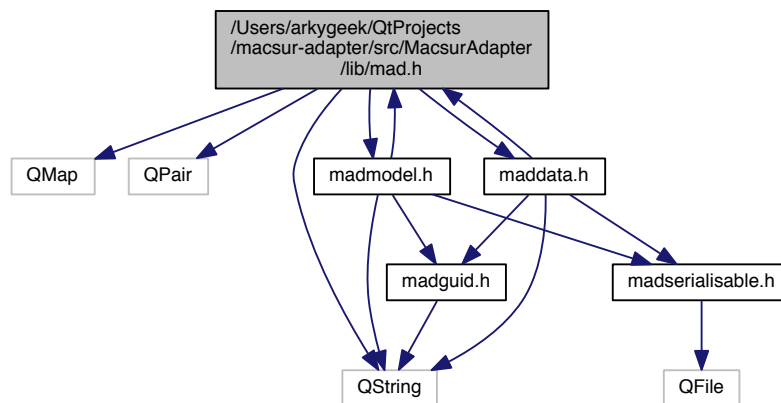 /Users/arkygeek/QtProjects
/macsur-adapter/src/MacsurAdapter
/lib/mad.h
QMap
QPair
madmodel.h
maddata.h
madguid.h
madserialisable.h
QString
QFile